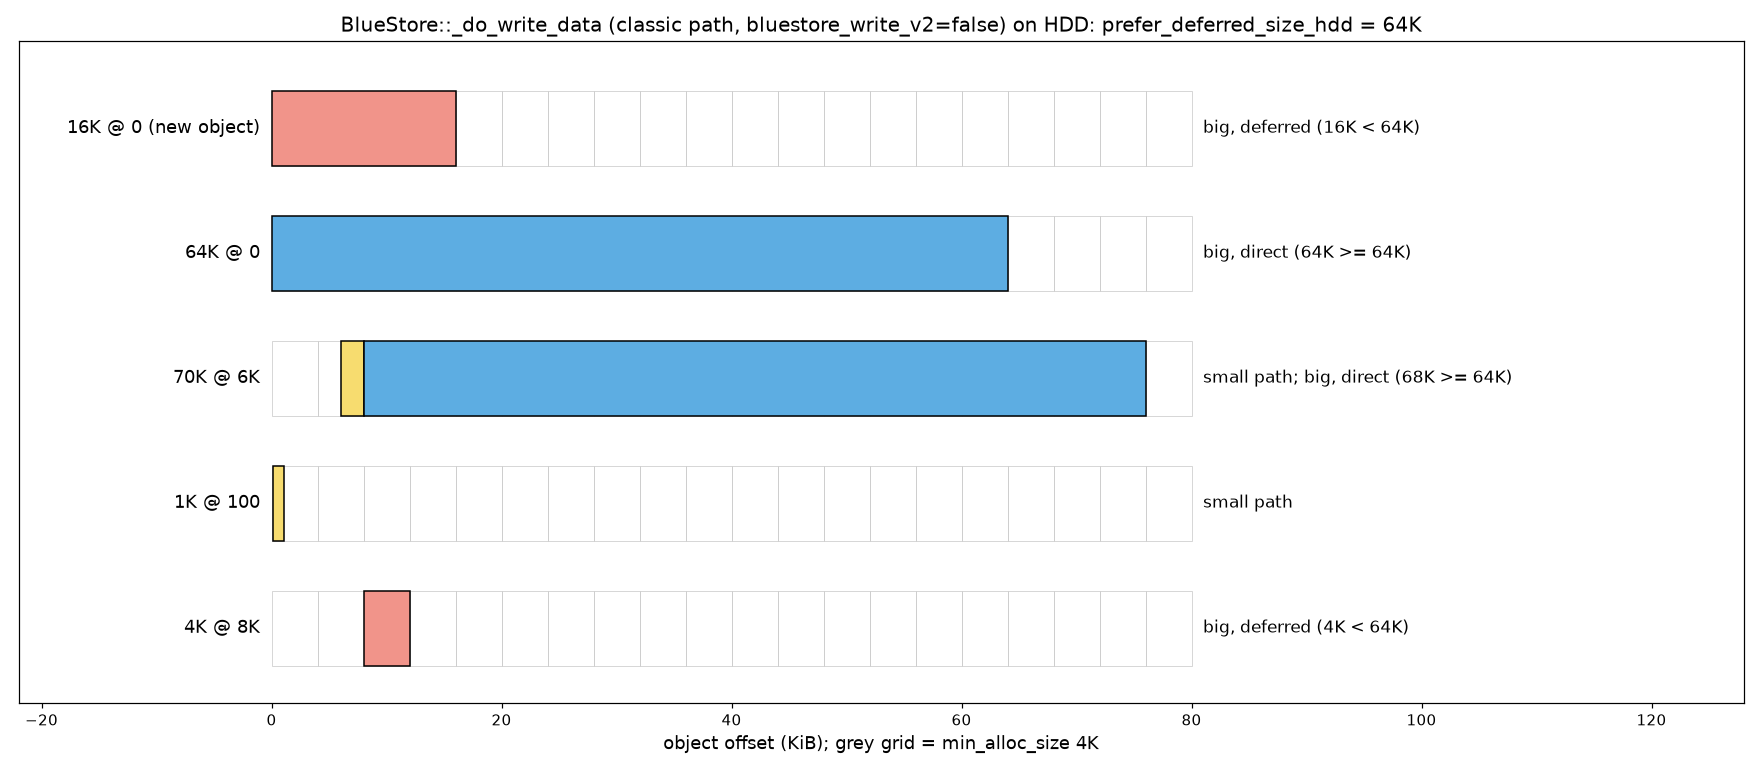 BlueStore::_do_write_data (classic path, bluestore_write_v2=false) on HDD: prefer_deferred_size_hdd = 64K
16K @ 0 (new object)
big, deferred (16K < 64K)
64K @ 0
big, direct (64K >= 64K)
70K @ 6K
small path; big, direct (68K >= 64K)
1K @ 100
small path
4K @ 8K
big, deferred (4K < 64K)
−20 0 20 40 60 80 100 120
object offset (KiB); grey grid = min_alloc_size 4K